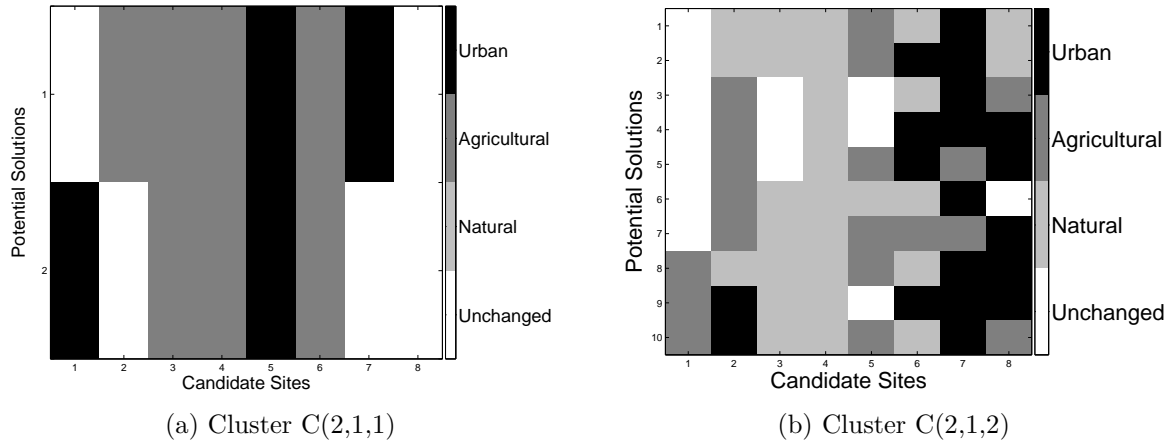 Potential Solutions
1
2
1 2 3 4 5 6 7 8
Candidate Sites
Urban
Agricultural
Natural
Unchanged
(a) Cluster C(2,1,1)
Potential Solutions
1
2
3
4
5
6
7
8
9
10
1 2 3 4 5 6 7 8
Candidate Sites
Urban
Agricultural
Natural
Unchanged
(b) Cluster C(2,1,2)